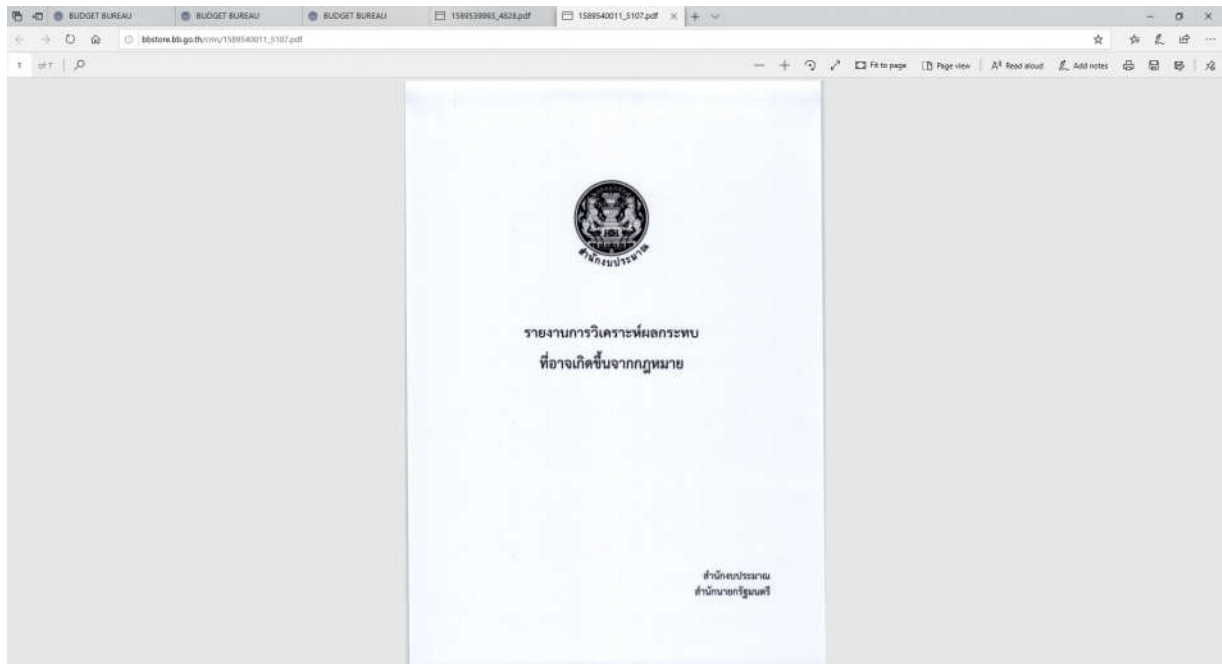 BUDGET BUREAU
BUDGET BUREAU
BUDGET BUREAU
1589539993_4828.pdf
1589540011_5107.pdf
bbstore.bb.go.th/cms/1589540011_5107.pdf
1 of 7
Fit to page
Page view
Read aloud
Add notes
สำนักงบประมาณ
รายงานการวิเคราะห์ผลกระทบ
ที่อาจเกิดขึ้นจากกฎหมาย
สำนักงบประมาณ
สำนักนายกรัฐมนตรี